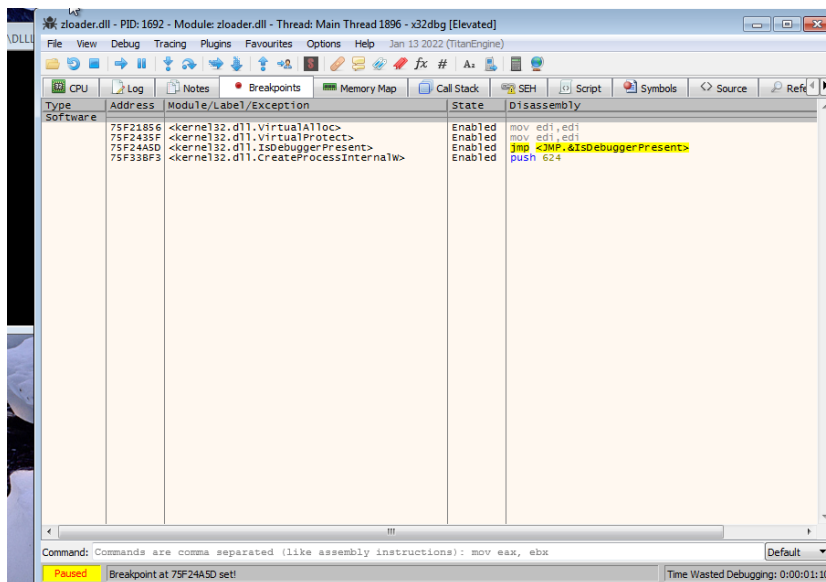 \DLLL
zloader.dll - PID: 1692 - Module: zloader.dll - Thread: Main Thread 1896 - x32dbg [Elevated]
File View Debug Tracing Plugins Favourites Options Help Jan 13 2022 (TitanEngine)
CPU Log Notes Breakpoints Memory Map Call Stack SEH Script Symbols Source Refe
Type Address Module/Label/Exception State Disassembly
Software
75F21856 <kernel32.dll.VirtualAlloc> Enabled mov edi,edi
75F2435F <kernel32.dll.VirtualProtect> Enabled mov edi,edi
75F24A5D <kernel32.dll.IsDebuggerPresent> Enabled jmp <JMP.&IsDebuggerPresent>
75F33BF3 <kernel32.dll.CreateProcessInternalW> Enabled push 624
Command: Commands are comma separated (like assembly instructions): mov eax, ebx Default
Paused Breakpoint at 75F24A5D set! Time Wasted Debugging: 0:00:01:10